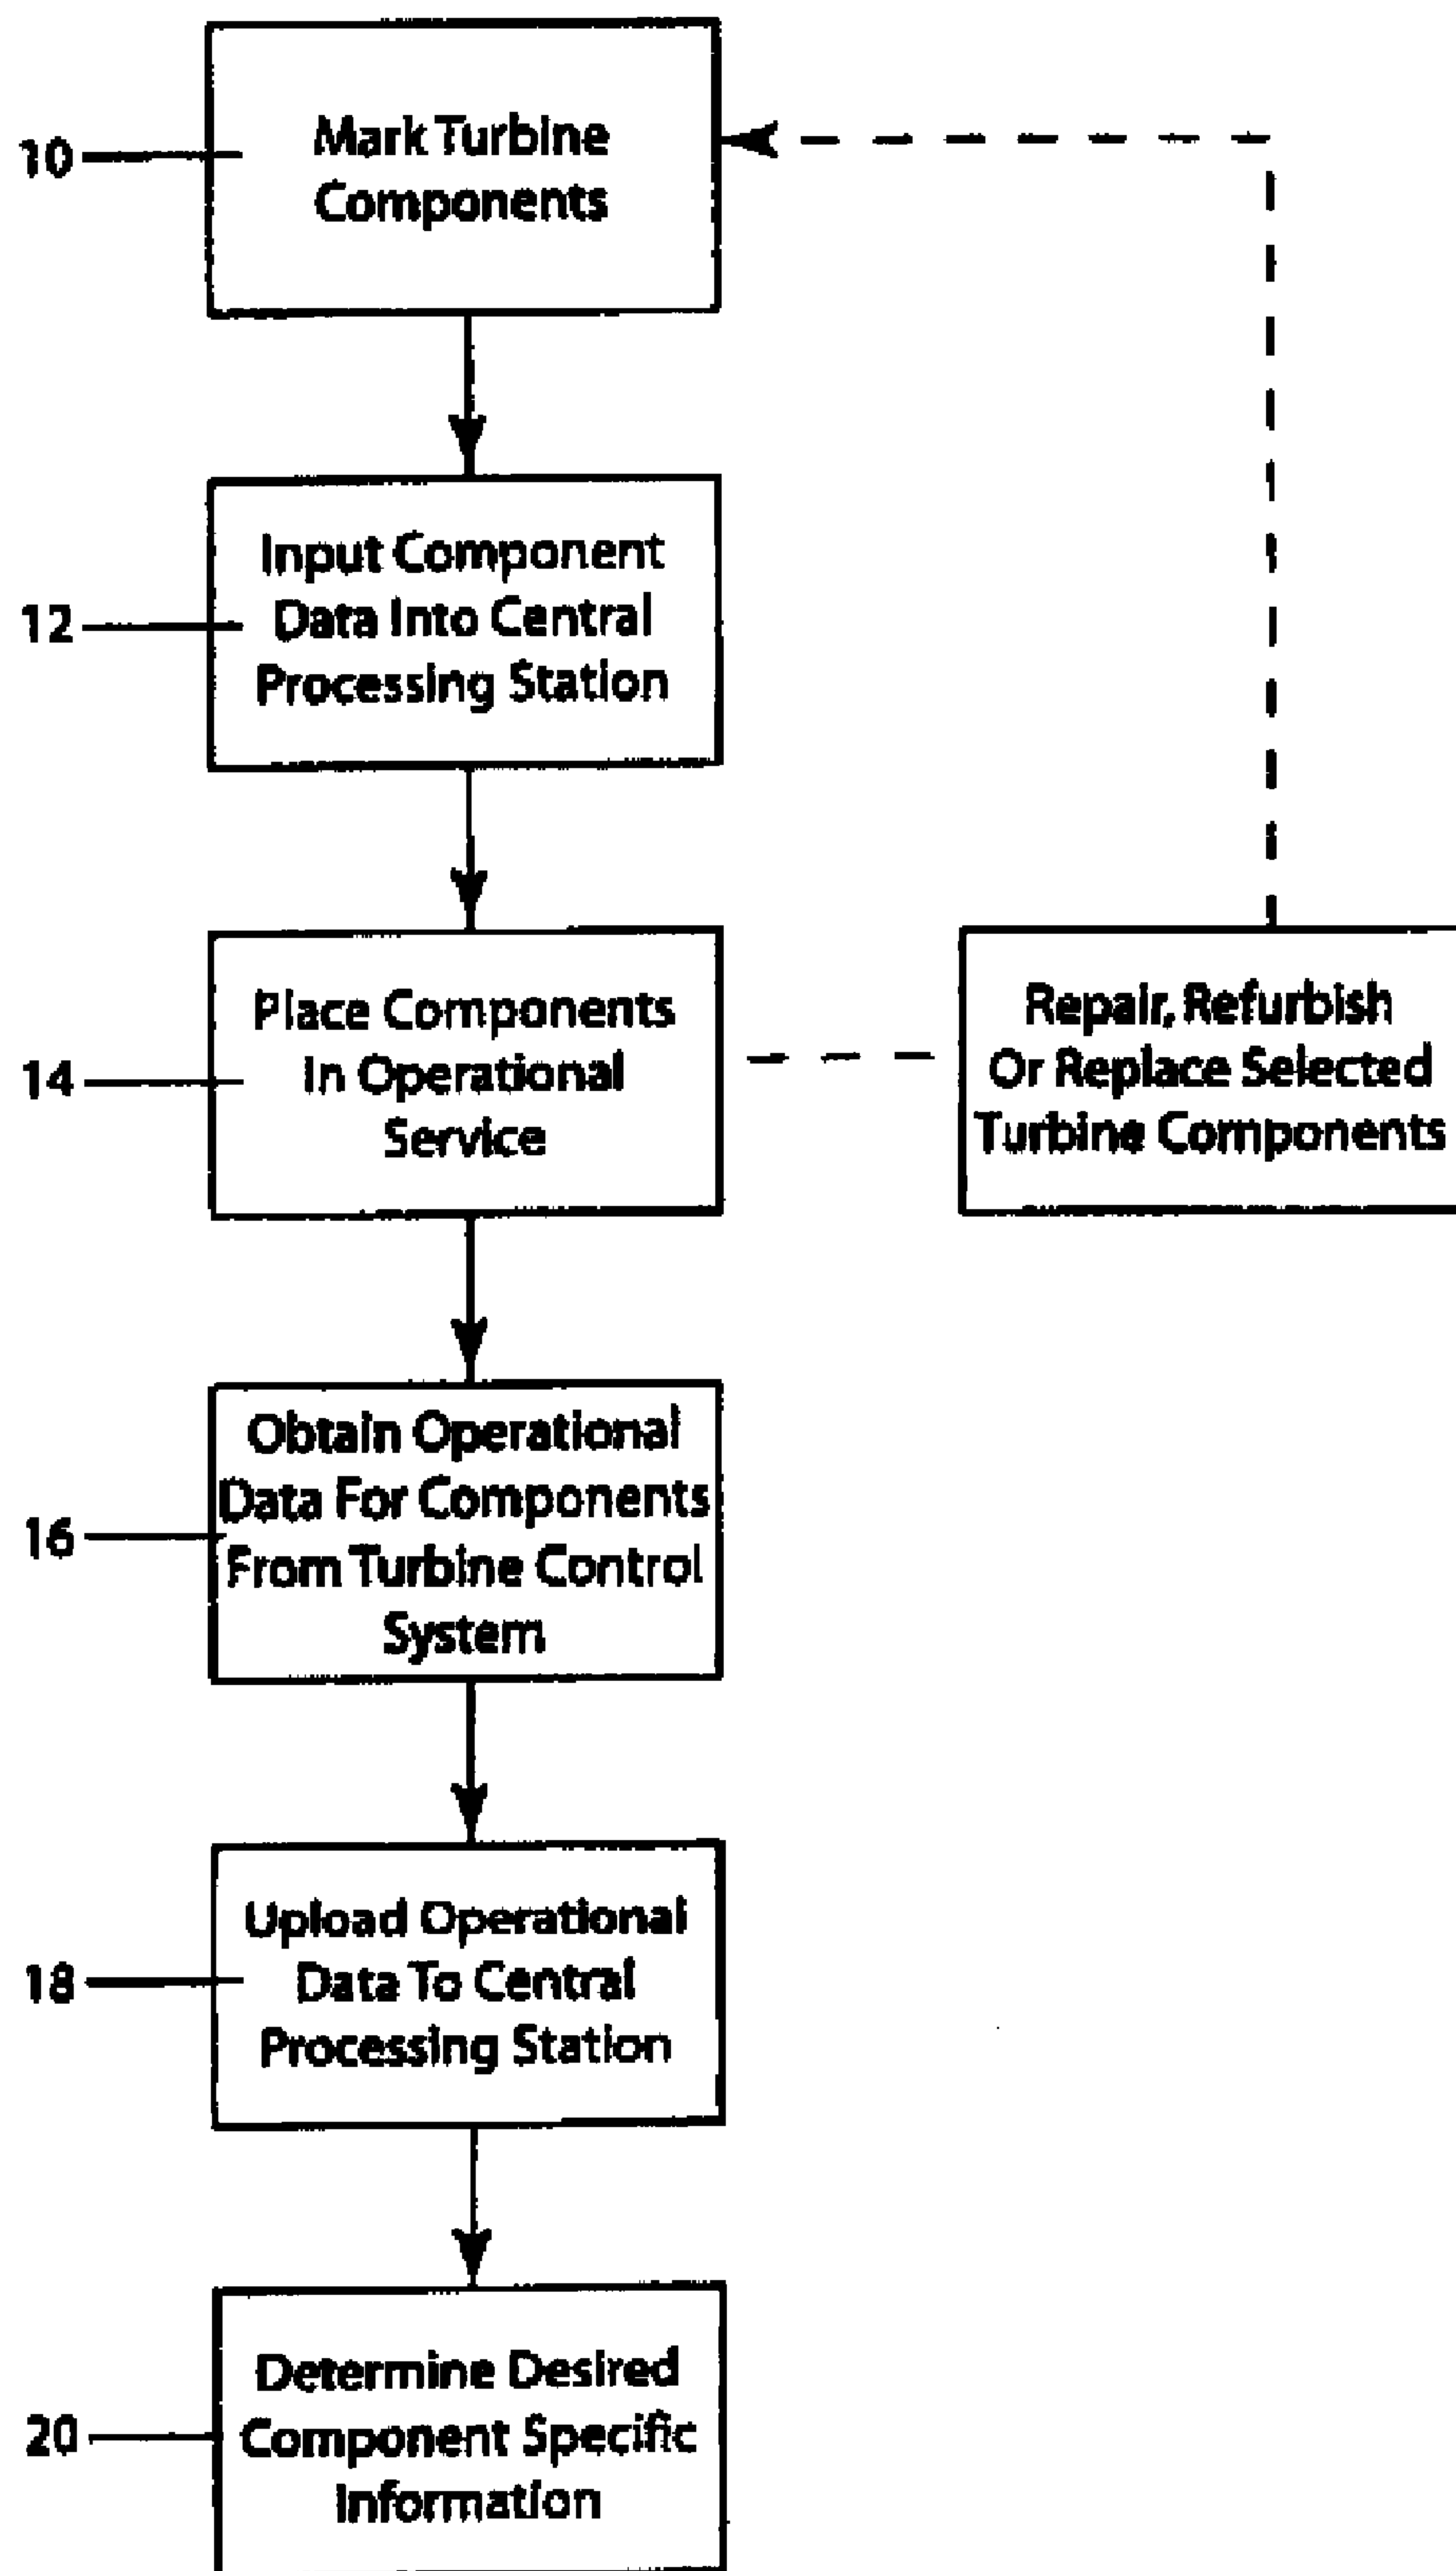 10
Mark Turbine
Components
12
Input Component
Data Into Central
Processing Station
14
Place Components
In Operational
Service
Repair, Refurbish
Or Replace Selected
Turbine Components
16
Obtain Operational
Data For Components
From Turbine Control
System
18
Upload Operational
Data To Central
Processing Station
20
Determine Desired
Component Specific
Information